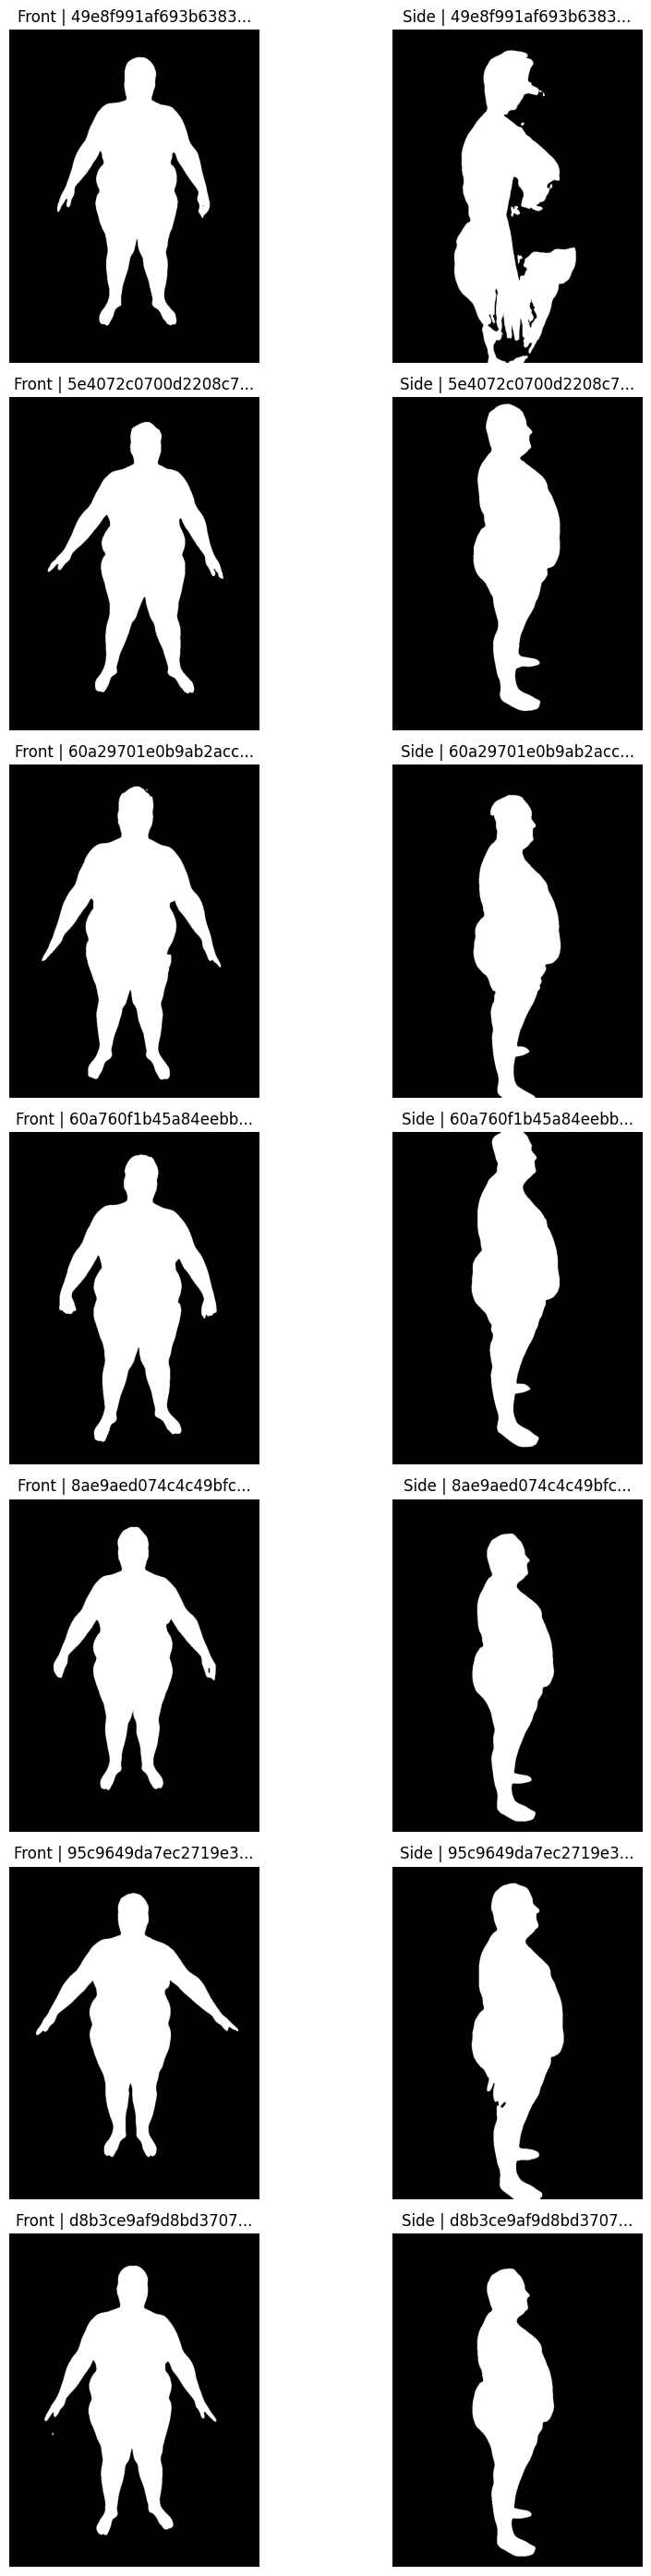 Front | 49e8f991af693b6383...
Side | 49e8f991af693b6383...
Front | 5e4072c0700d2208c7...
Side | 5e4072c0700d2208c7...
Front | 60a29701e0b9ab2acc...
Side | 60a29701e0b9ab2acc...
Front | 60a760f1b45a84eebb...
Side | 60a760f1b45a84eebb...
Front | 8ae9aed074c4c49bfc...
Side | 8ae9aed074c4c49bfc...
Front | 95c9649da7ec2719e3...
Side | 95c9649da7ec2719e3...
Front | d8b3ce9af9d8bd3707...
Side | d8b3ce9af9d8bd3707...